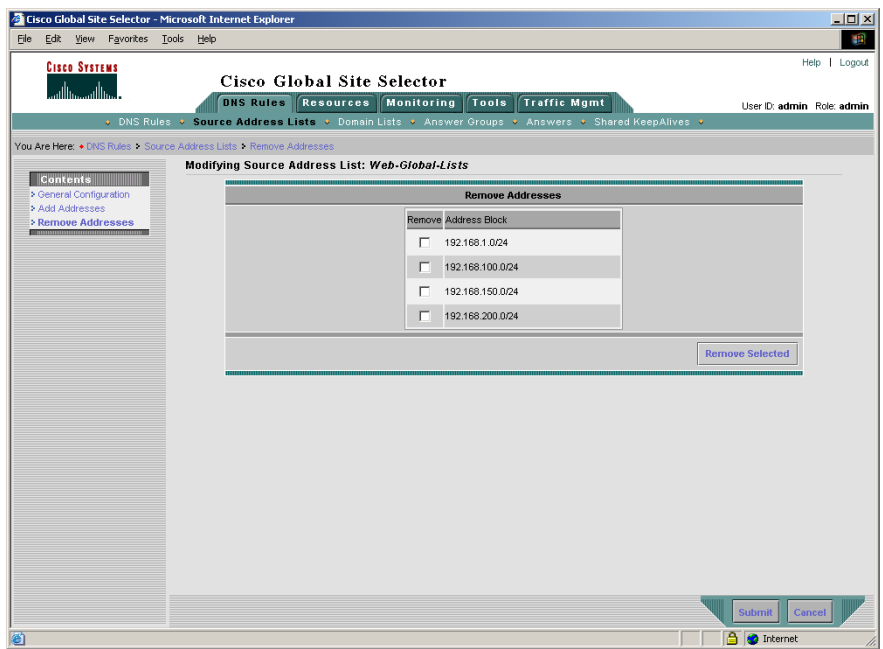 Cisco Global Site Selector - Microsoft Internet Explorer
File Edit View Favorites Tools Help
CISCO SYSTEMS
Help | Logout
Cisco Global Site Selector
DNS Rules Resources Monitoring Tools Traffic Mgmt
User ID: admin Role: admin
DNS Rules Source Address Lists Domain Lists Answer Groups Answers Shared KeepAlives
You Are Here: DNS Rules > Source Address Lists > Remove Addresses
Modifying Source Address List: Web-Global-Lists
Contents
> General Configuration
> Add Addresses
> Remove Addresses
Remove Addresses
Remove Address Block
192.168.1.0/24
192.168.100.0/24
192.168.150.0/24
192.168.200.0/24
Remove Selected
Submit Cancel
Internet